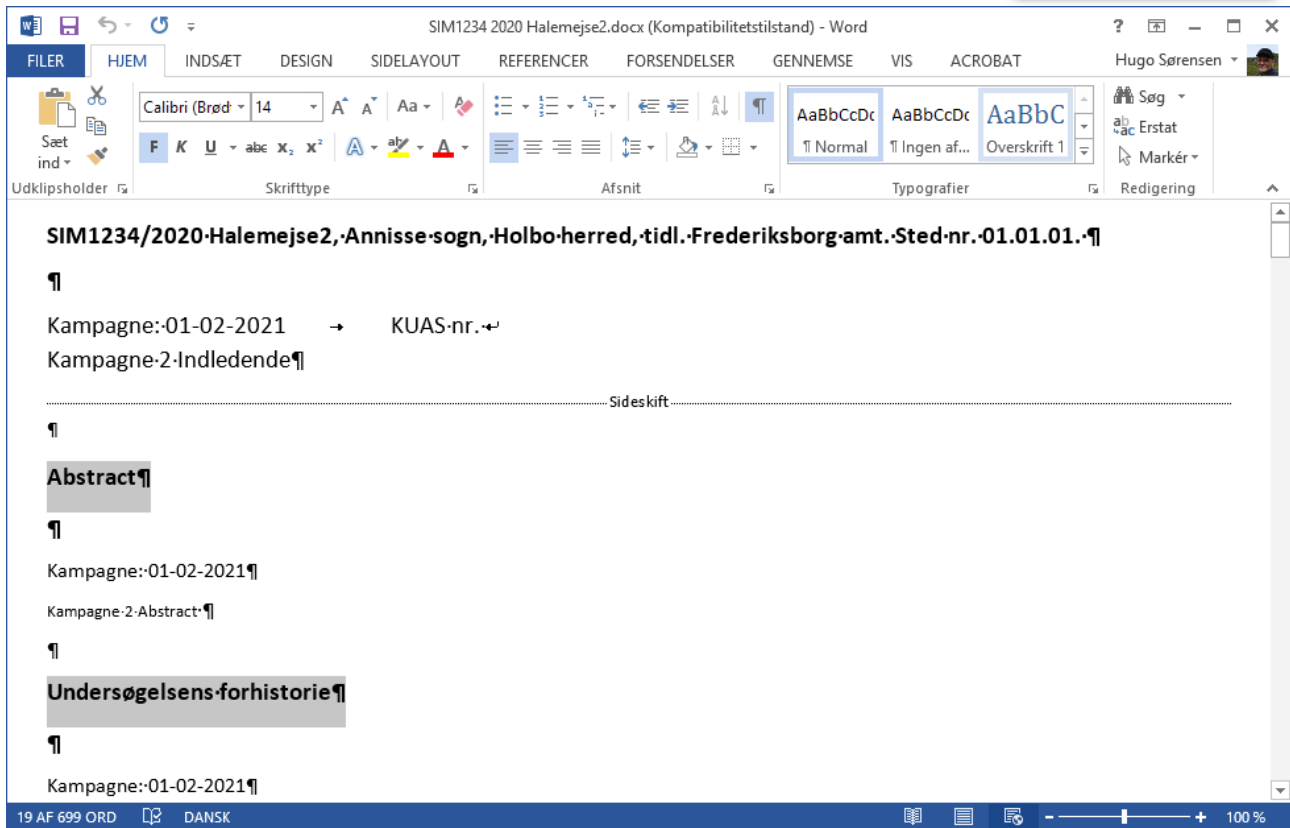 SIM1234 2020 Halemejse2.docx (Kompatibilitetstilstand) - Word
FILER HJEM INDSÆT DESIGN SIDELAYOUT REFERENCER FORSENDELSER GENNEMSE VIS ACROBAT Hugo Sørensen
Calibri (Brød 14 Aa
AaBbCcDc AaBbCcDc AaBbC
Søg
Erstat
Markér
Sæt
ind
F K U abc x₂ x² A aby A
¶ Normal ¶ Ingen af... Overskrift 1
Udklipsholder Skrifttype Afsnit Typografier Redigering
SIM1234/2020·Halemejse2,·Annisse·sogn,·Holbo·herred,·tidl.·Frederiksborg·amt.·Sted·nr.·01.01.01.·¶
¶
Kampagne:·01-02-2021 → KUAS·nr.·↵
Kampagne·2·Indledende¶
Sideskift
¶
Abstract¶
¶
Kampagne:·01-02-2021¶
Kampagne·2·Abstract·¶
¶
Undersøgelsens·forhistorie¶
¶
Kampagne:·01-02-2021¶
19 AF 699 ORD DANSK 100 %